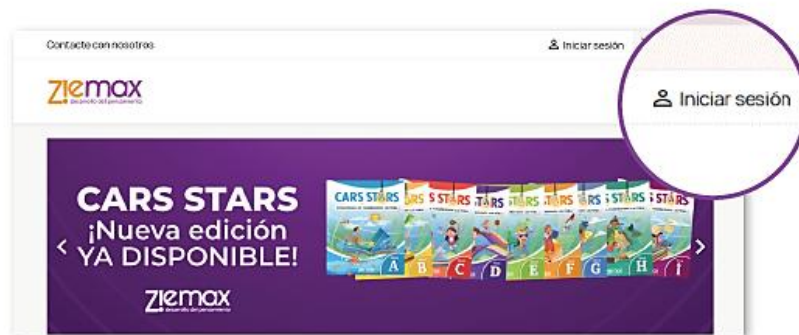 Contacte con nosotros
Iniciar sesión
Iniciar sesión
Ziemax
desarrollo del pensamiento
CARS STARS
¡Nueva edición
YA DISPONIBLE!
Ziemax
desarrollo del pensamiento
CARS STARS
A
B
C
D
E
F
G
H
I